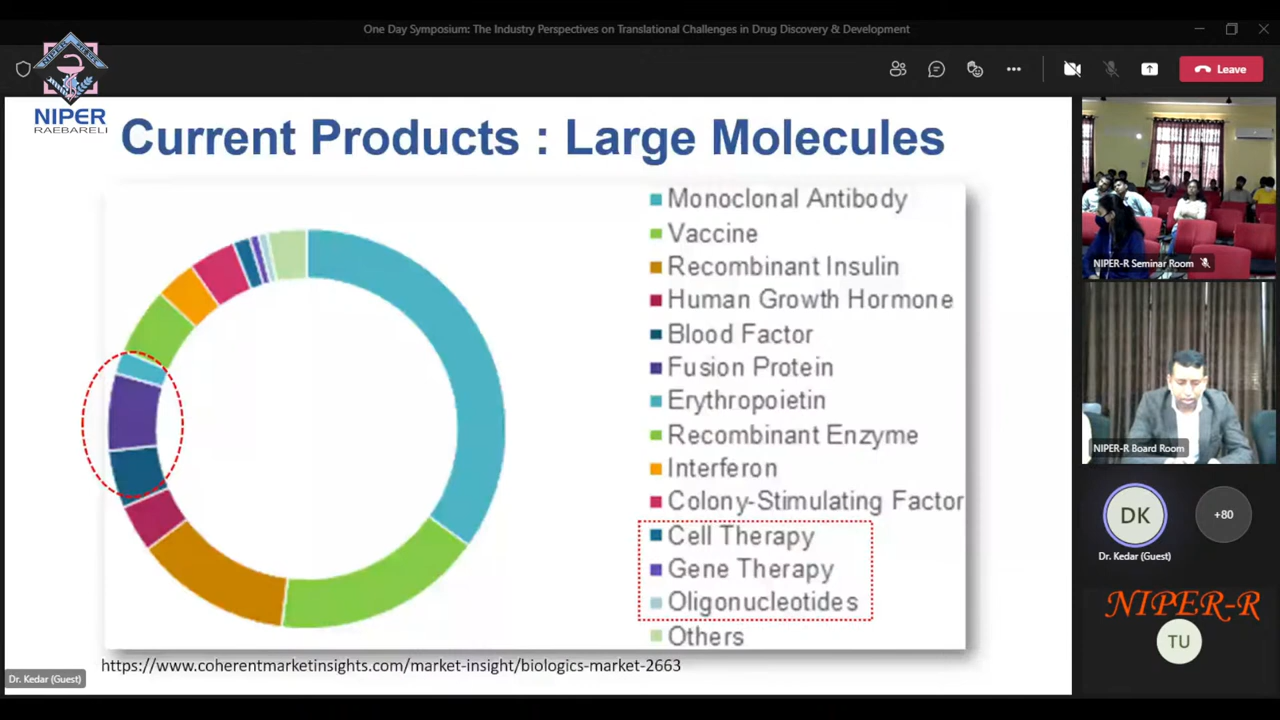 One Day Symposium: The Industry Perspectives on Translational Challenges in Drug Discovery & Development
Leave
NIPER
RAEBARELI
Current Products : Large Molecules
Monoclonal Antibody
Vaccine
Recombinant Insulin
Human Growth Hormone
Blood Factor
Fusion Protein
Erythropoietin
Recombinant Enzyme
Interferon
Colony-Stimulating Factor
Cell Therapy
Gene Therapy
Oligonucleotides
Others
https://www.coherentmarketinsights.com/market-insight/biologics-market-2663
Dr. Kedar (Guest)
NIPER-R Seminar Room
NIPER-R Board Room
DK
+80
Dr. Kedar (Guest)
NIPER-R
TU